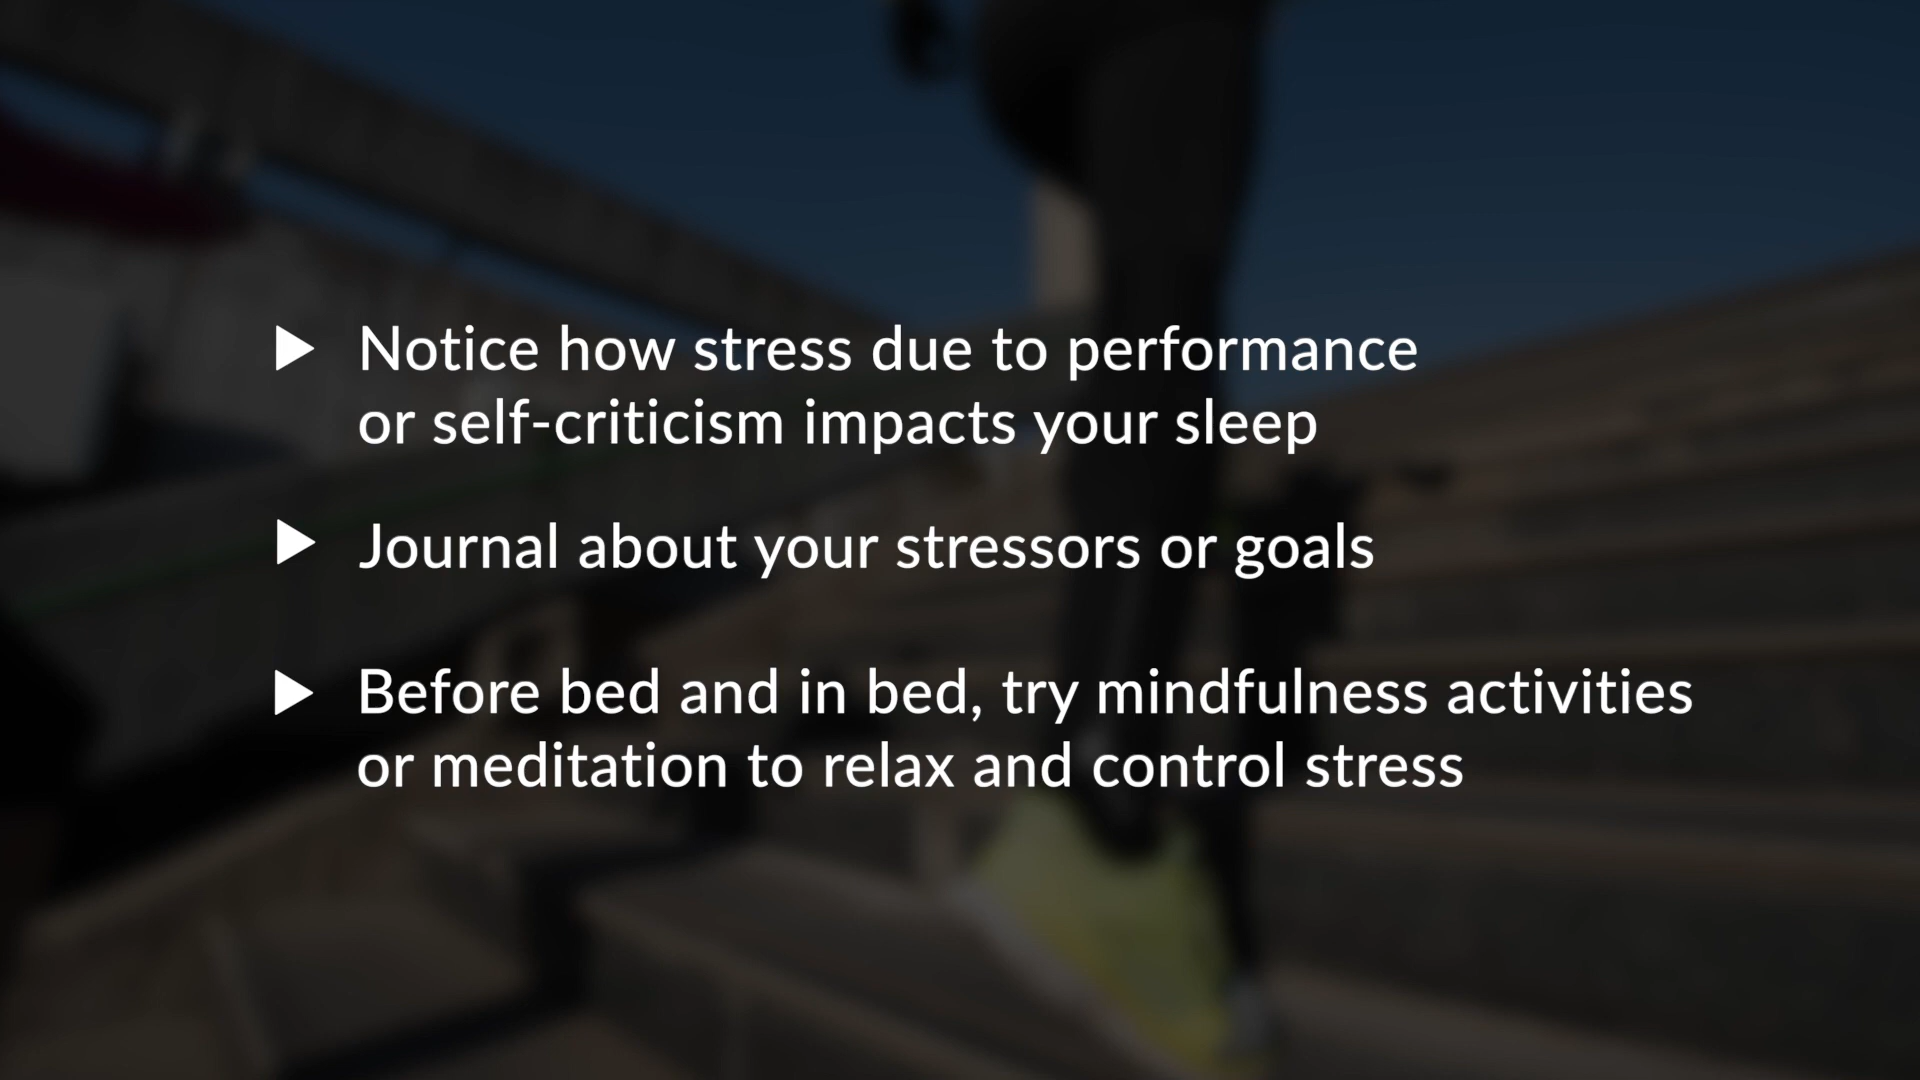 Notice how stress due to performance
or self-criticism impacts your sleep
Journal about your stressors or goals
Before bed and in bed, try mindfulness activities
or meditation to relax and control stress